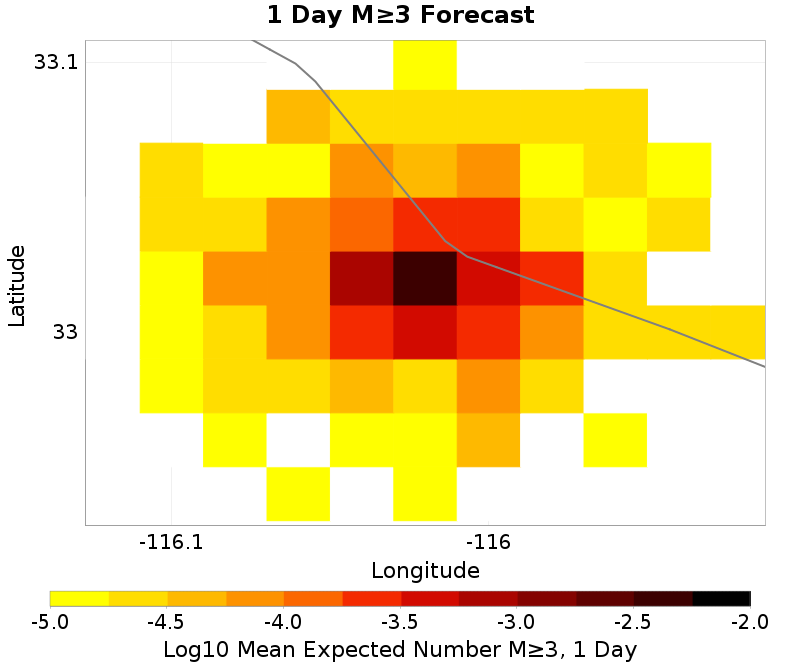 1 Day M≥3 Forecast
33.1
33
Latitude
-116.1
-116
Longitude
-5.0
-4.5
-4.0
-3.5
-3.0
-2.5
-2.0
Log10 Mean Expected Number M≥3, 1 Day